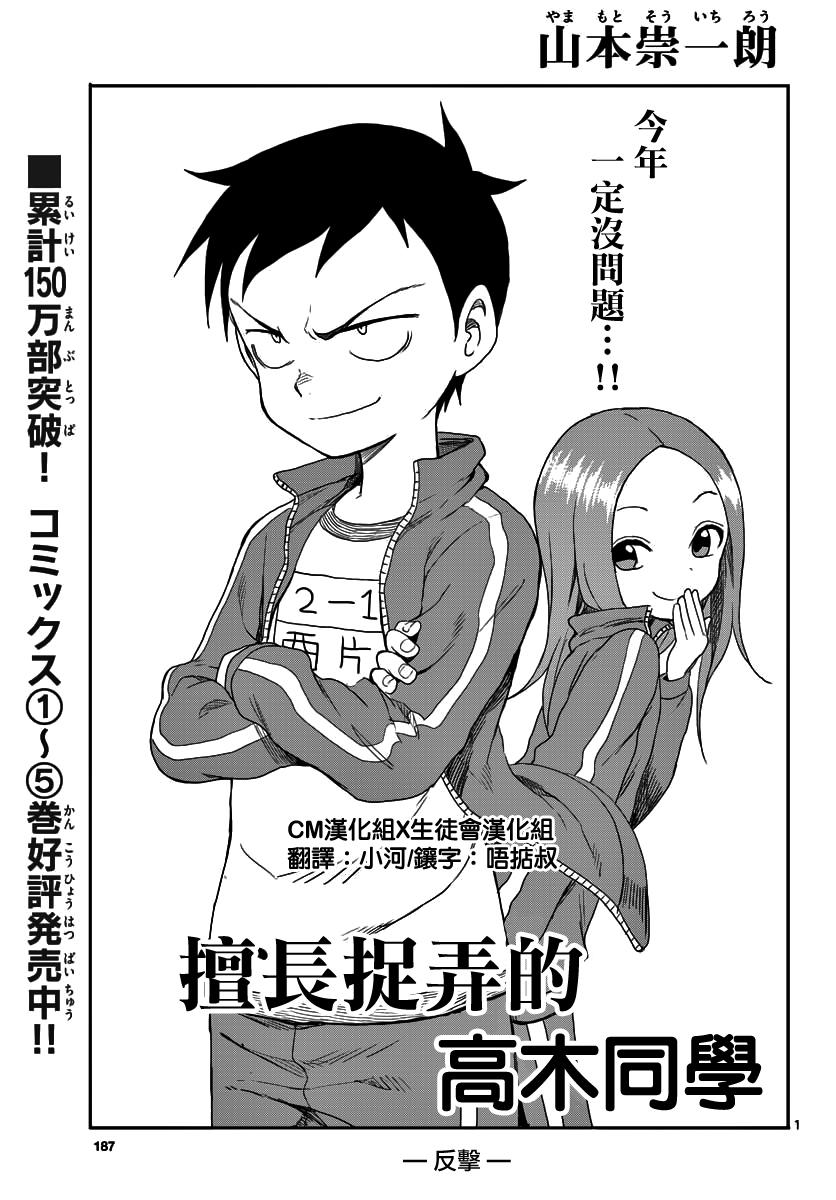 やま もと そう いち ろう
山本崇一朗
今年
一定沒問題…!!
■累計150万部突破！ コミックス①～⑤巻好評発売中!!
るい けい まん ぶ とっ ぱ かん こう ひょう はつ ばい ちゅう
2-1
西片
CM漢化組X生徒會漢化組
翻譯：小河/鑲字：唔掂叔
擅長捉弄的
高木同學
1
187
— 反擊 —